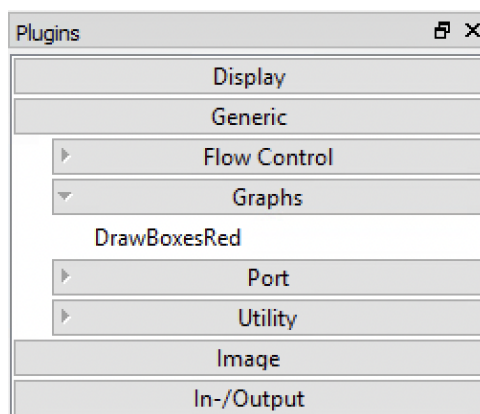 Plugins
Display
Generic
Flow Control
Graphs
DrawBoxesRed
Port
Utility
Image
In-/Output